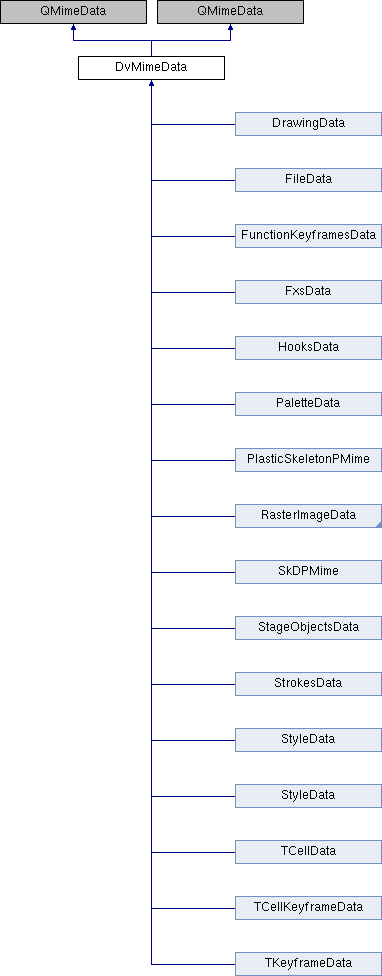 QMimeData
QMimeData
DvMimeData
DrawingData
FileData
FunctionKeyframesData
FxsData
HooksData
PaletteData
PlasticSkeletonPMime
RasterImageData
SkDPMime
StageObjectsData
StrokesData
StyleData
StyleData
TCellData
TCellKeyframeData
TKeyframeData